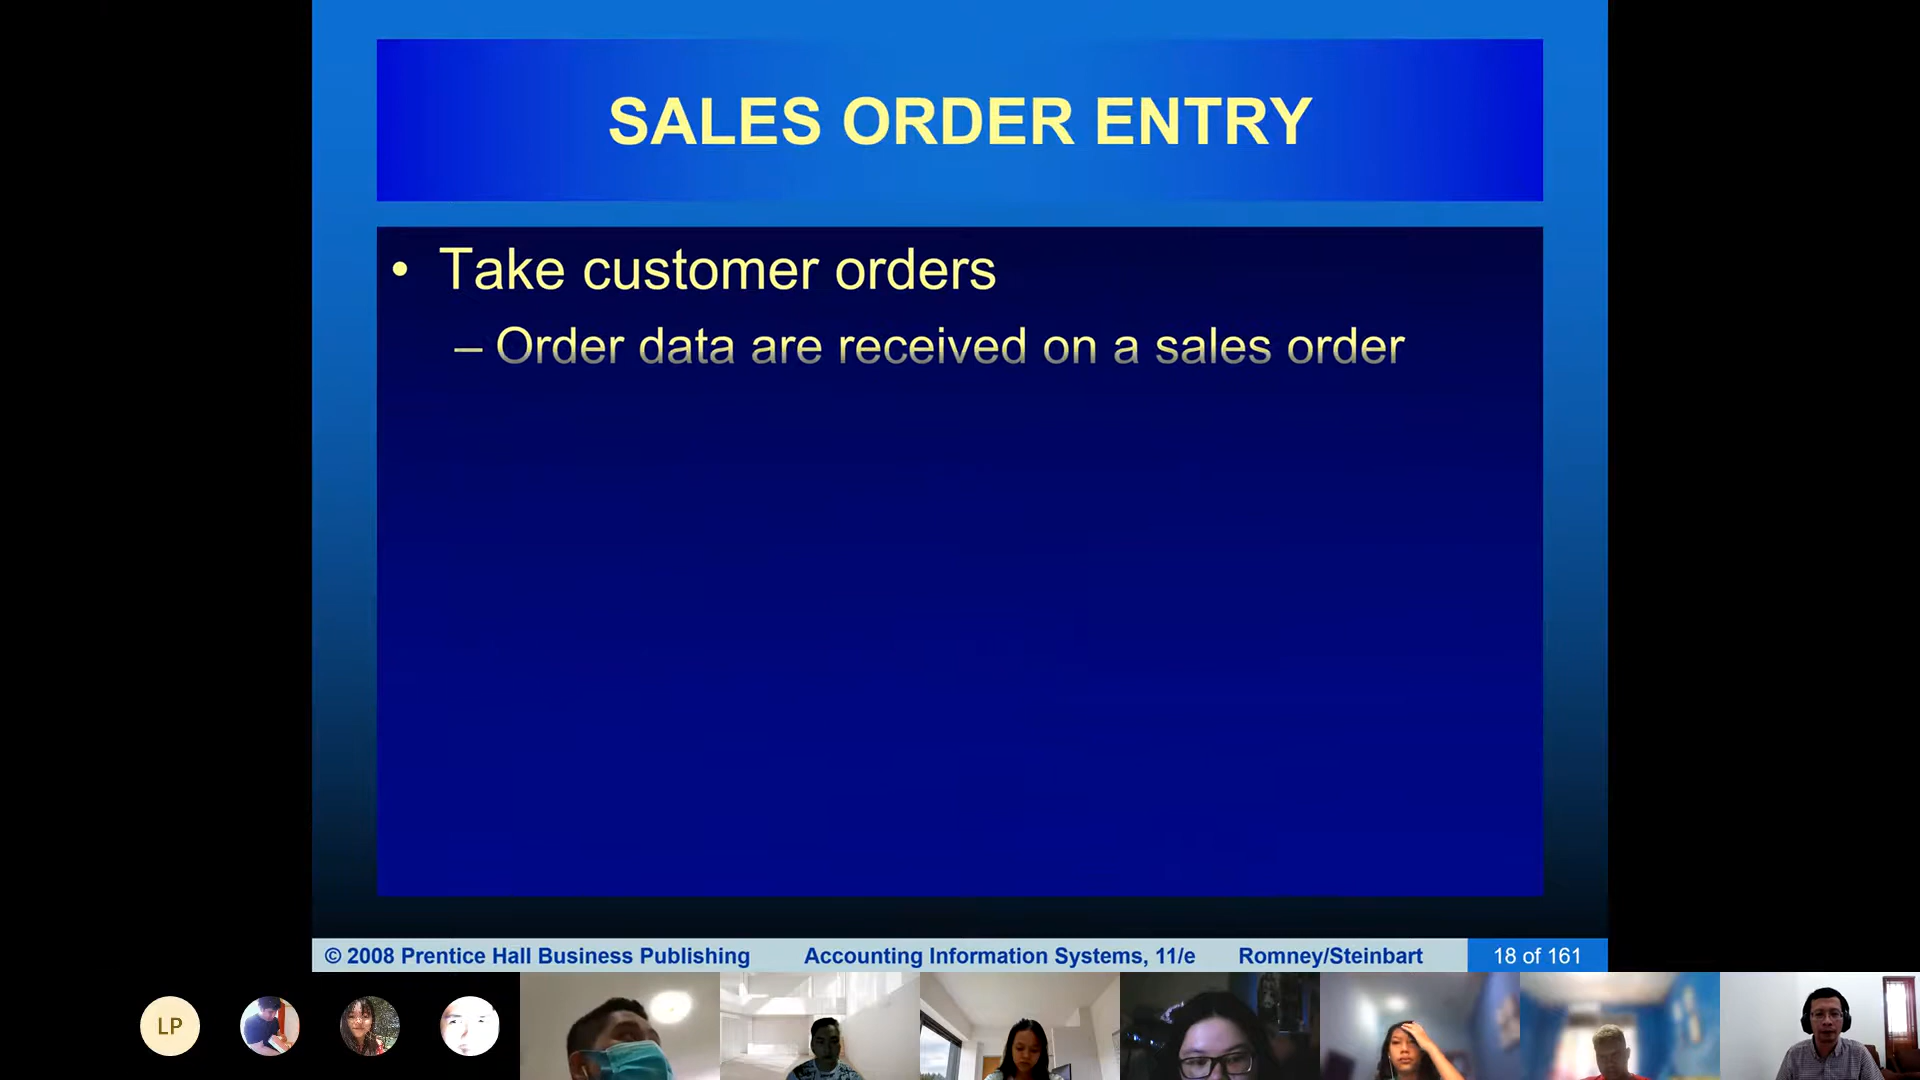 SALES ORDER ENTRY
• Take customer orders
– Order data are received on a sales order
© 2008 Prentice Hall Business Publishing Accounting Information Systems, 11/e Romney/Steinbart 18 of 161
LP